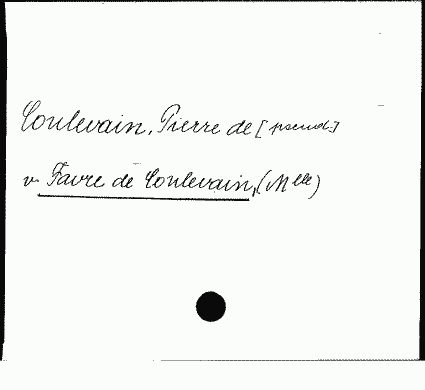 Coulevain, Pierre de [pseud.]
v. Favre de Coulevain, (Mlle)